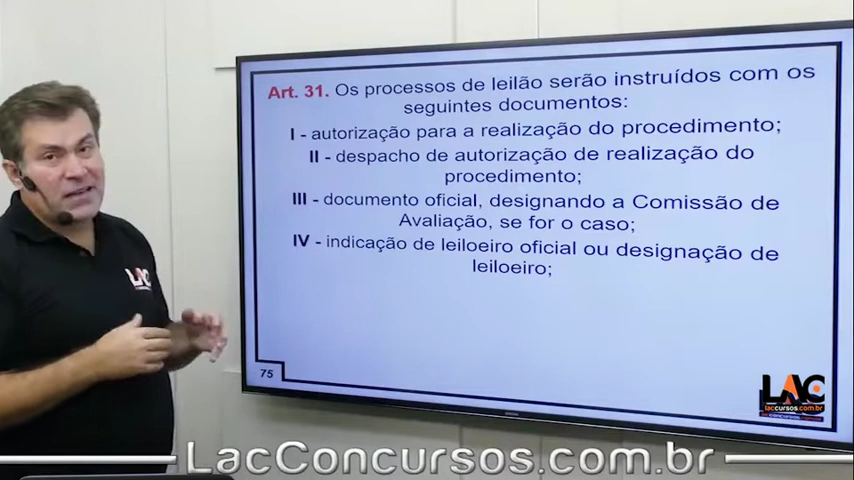 Art. 31. Os processos de leilão serão instruídos com os
seguintes documentos:
I - autorização para a realização do procedimento;
II - despacho de autorização de realização do
procedimento;
III - documento oficial, designando a Comissão de
Avaliação, se for o caso;
IV - indicação de leiloeiro oficial ou designação de
leiloeiro;
75
LAC
LAC
laccursos.com.br
LacConcursos.com.br